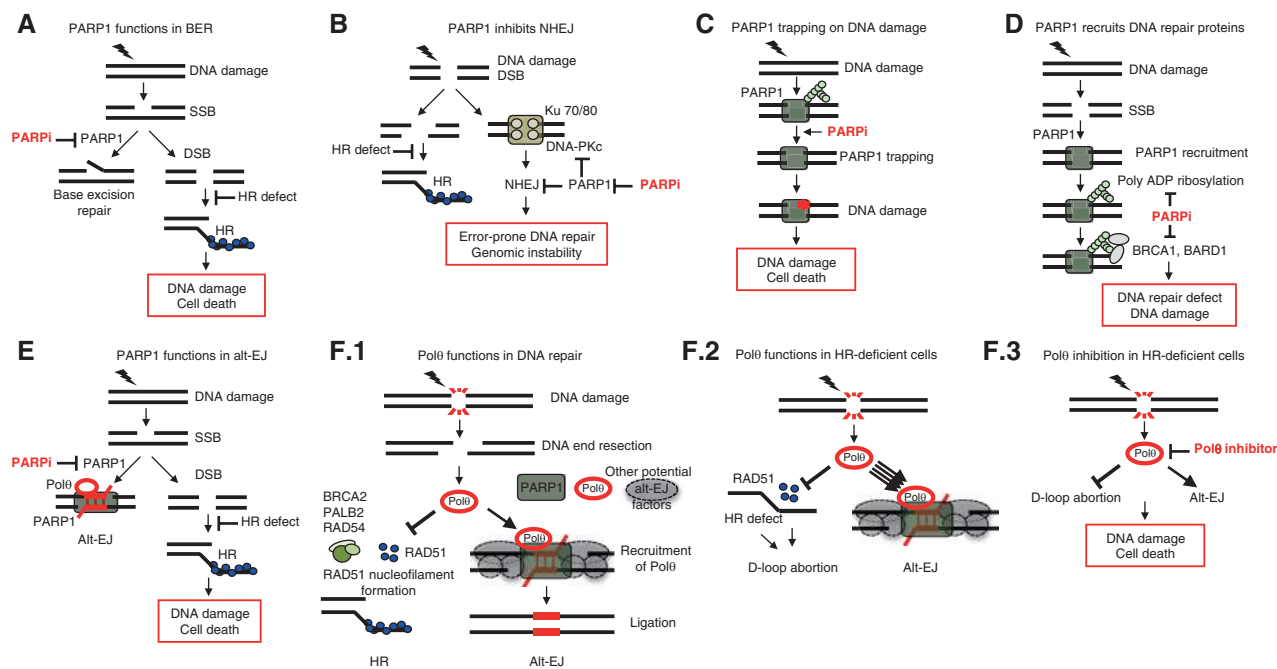 A
PARP1 functions in BER
DNA damage
SSB
PARPi
PARP1
DSB
Base excision
repair
HR defect
HR
DNA damage
Cell death
B
PARP1 inhibits NHEJ
DNA damage
DSB
Ku 70/80
HR defect
DNA-PKc
HR
NHEJ
PARP1
PARPi
Error-prone DNA repair
Genomic instability
C
PARP1 trapping on DNA damage
DNA damage
PARP1
PARPi
PARP1 trapping
DNA damage
DNA damage
Cell death
D
PARP1 recruits DNA repair proteins
DNA damage
SSB
PARP1
PARP1 recruitment
Poly ADP ribosylation
PARPi
BRCA1, BARD1
DNA repair defect
DNA damage
E
PARP1 functions in alt-EJ
DNA damage
SSB
PARPi
PARP1
Polθ
DSB
PARP1
Alt-EJ
HR defect
HR
DNA damage
Cell death
F.1
Polθ functions in DNA repair
DNA damage
DNA end resection
Polθ
PARP1
Polθ
Other potential
alt-EJ
factors
BRCA2
PALB2
RAD54
RAD51
RAD51 nucleofilament
formation
Polθ
Recruitment
of Polθ
Ligation
HR
Alt-EJ
F.2
Polθ functions in HR-deficient cells
Polθ
RAD51
Polθ
HR defect
D-loop abortion
Alt-EJ
F.3
Polθ inhibition in HR-deficient cells
Polθ
Polθ inhibitor
D-loop abortion
Alt-EJ
DNA damage
Cell death